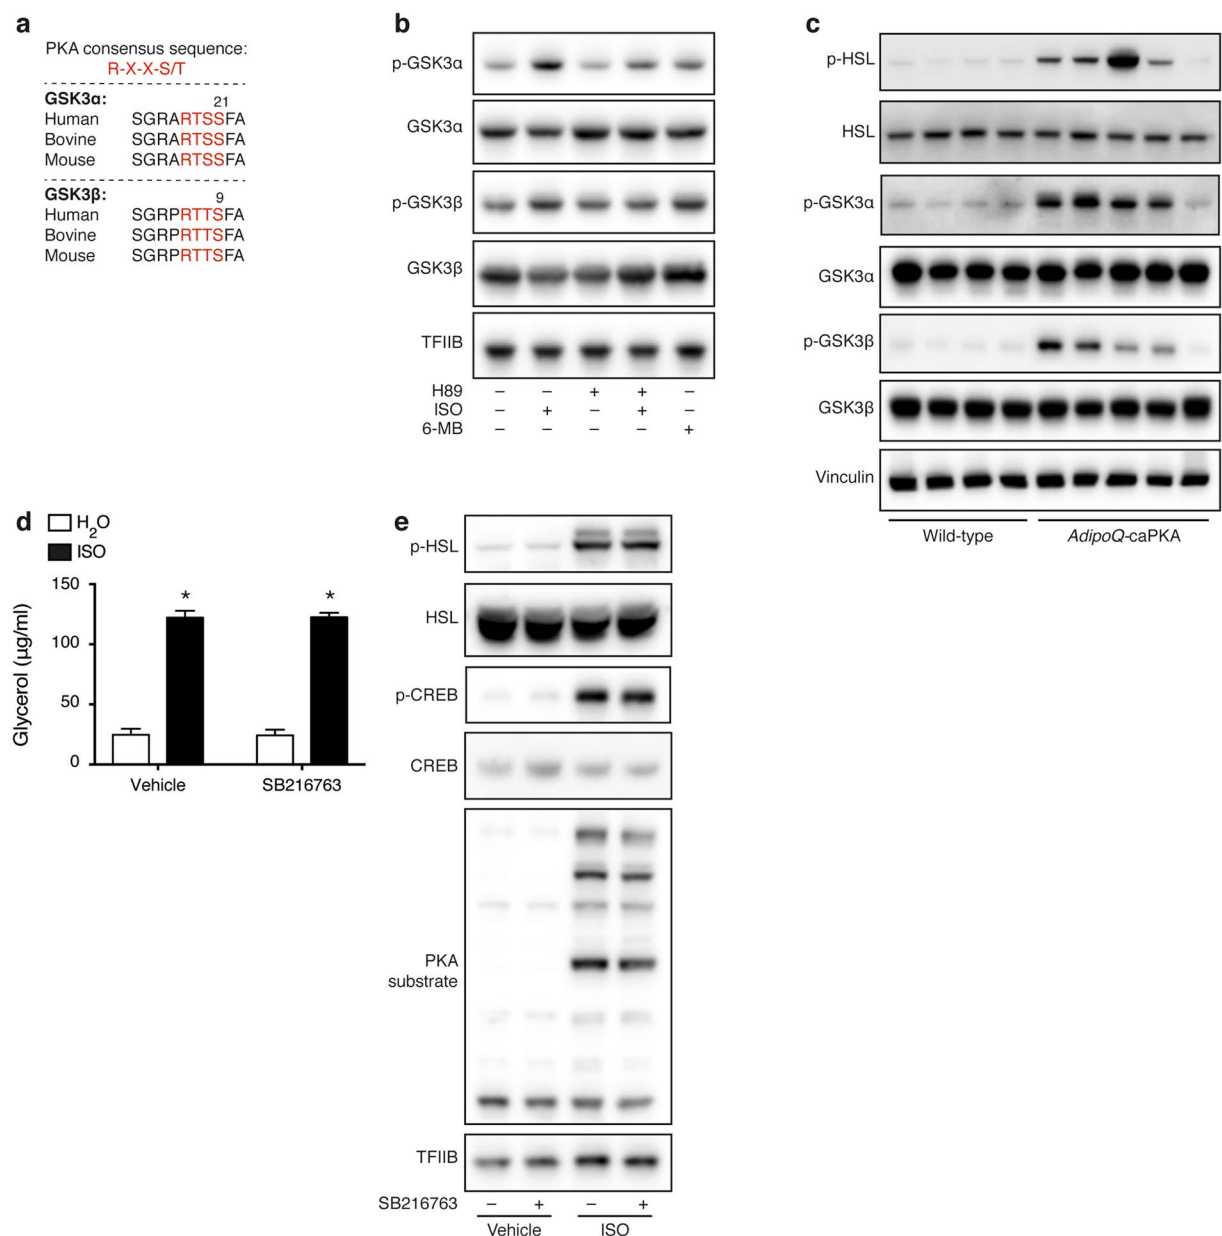 a
PKA consensus sequence:
R-X-X-S/T
GSK3α:
21
Human SGRARTSSFA
Bovine SGRARTSSFA
Mouse SGRARTSSFA
GSK3β:
9
Human SGRPRTTSFA
Bovine SGRPRTTSFA
Mouse SGRPRTTSFA
b
p-GSK3α
GSK3α
p-GSK3β
GSK3β
TFIIB
H89 – – + + –
ISO – + – + –
6-MB – – – – +
c
p-HSL
HSL
p-GSK3α
GSK3α
p-GSK3β
GSK3β
Vinculin
Wild-type AdipoQ-caPKA
d
H2O
ISO
Glycerol (µg/ml)
150
100
50
0
* *
Vehicle SB216763
e
p-HSL
HSL
p-CREB
CREB
PKA
substrate
TFIIB
SB216763 – + – +
Vehicle ISO